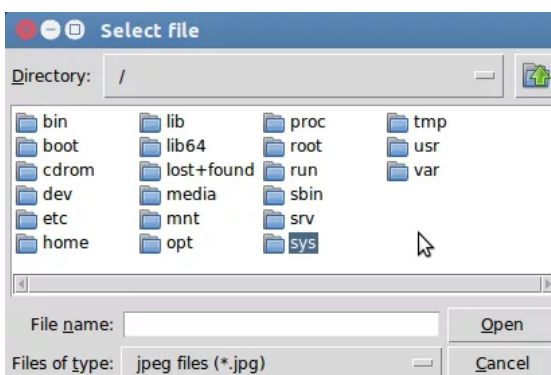 Select file
Directory: /
bin lib proc tmp
boot lib64 root usr
cdrom lost+found run var
dev media sbin
etc mnt srv
home opt sys
File name: Open
Files of type: jpeg files (*.jpg) Cancel